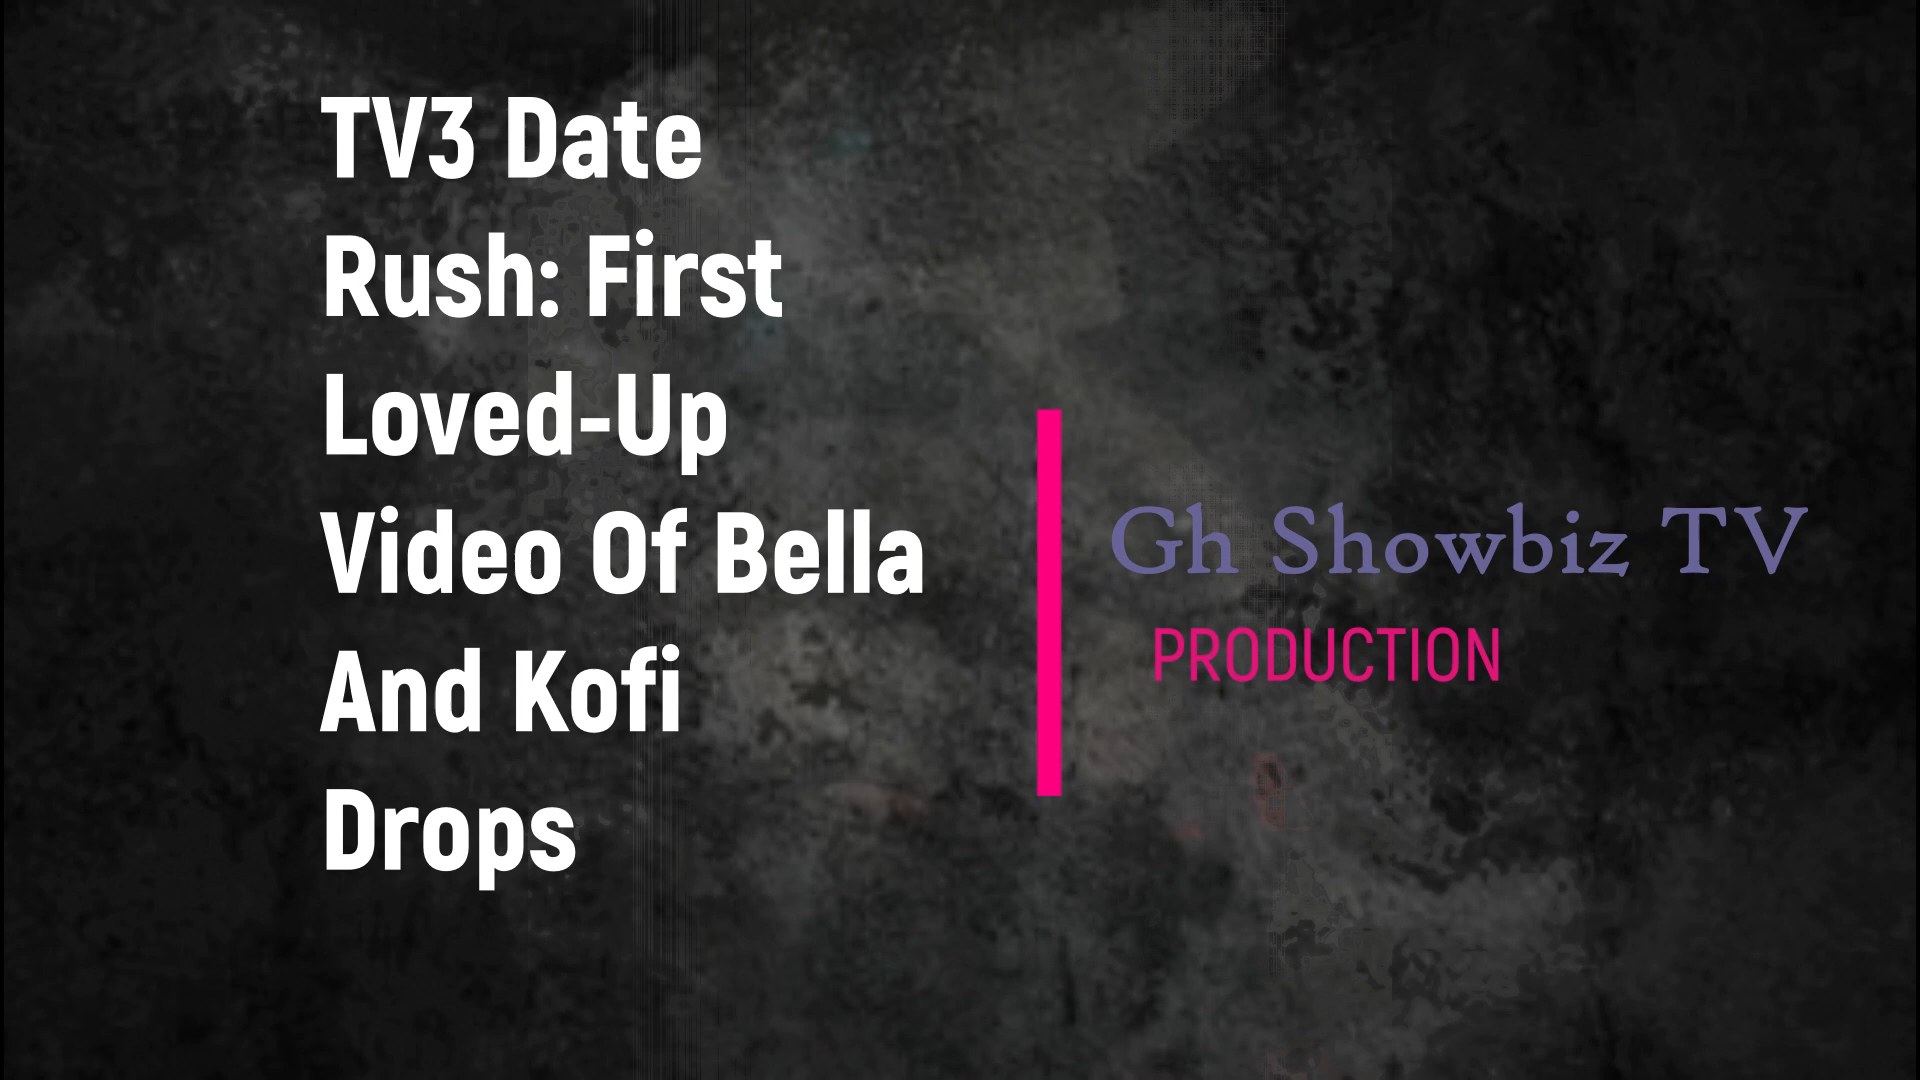 TV3 Date
Rush: First
Loved-Up
Video Of Bella
And Kofi
Drops
Gh Showbiz TV
PRODUCTION